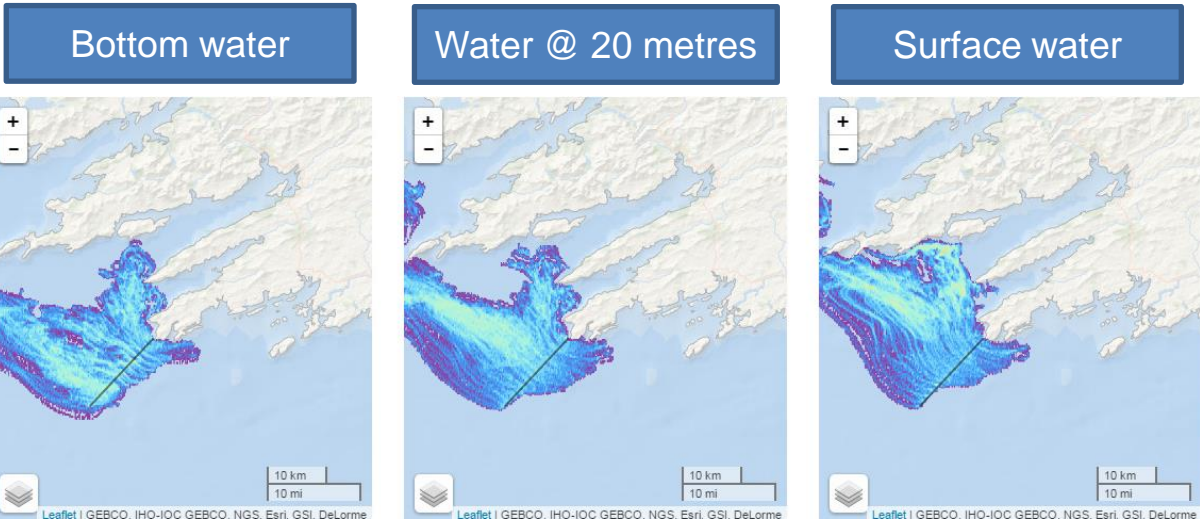 Bottom water
Water @ 20 metres
Surface water
+
−
+
−
+
−
10 km
10 mi
10 km
10 mi
10 km
10 mi
Leaflet | GEBCO, IHO-IOC GEBCO, NGS, Esri, GSI, DeLorme
Leaflet | GEBCO, IHO-IOC GEBCO, NGS, Esri, GSI, DeLorme
Leaflet | GEBCO, IHO-IOC GEBCO, NGS, Esri, GSI, DeLorme